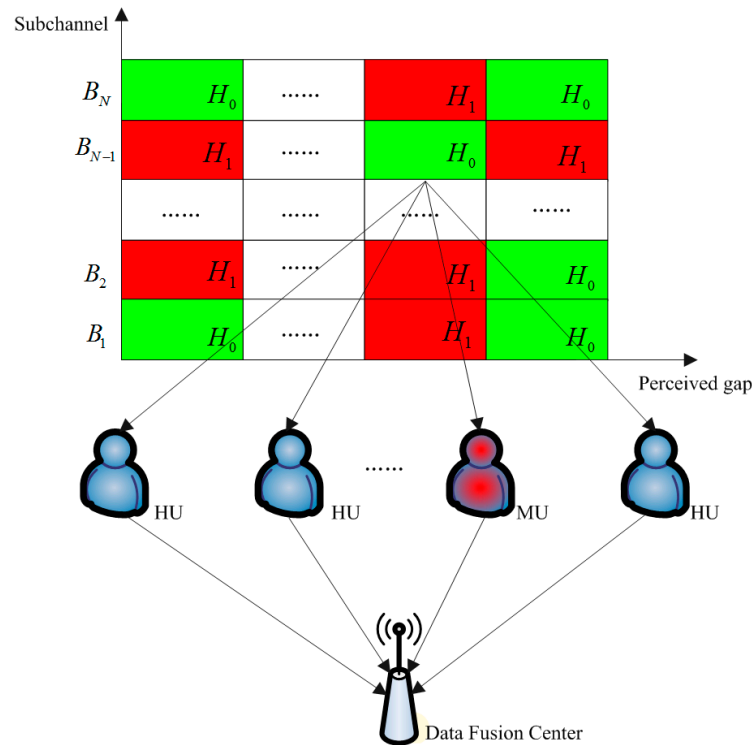 Subchannel
B_N H_0 ...... H_1 H_0
B_{N-1} H_1 ...... H_0 H_1
...... ...... ...... ......
B_2 H_1 ...... H_1 H_0
B_1 H_0 ...... H_1 H_0
Perceived gap
HU HU ...... MU HU
Data Fusion Center